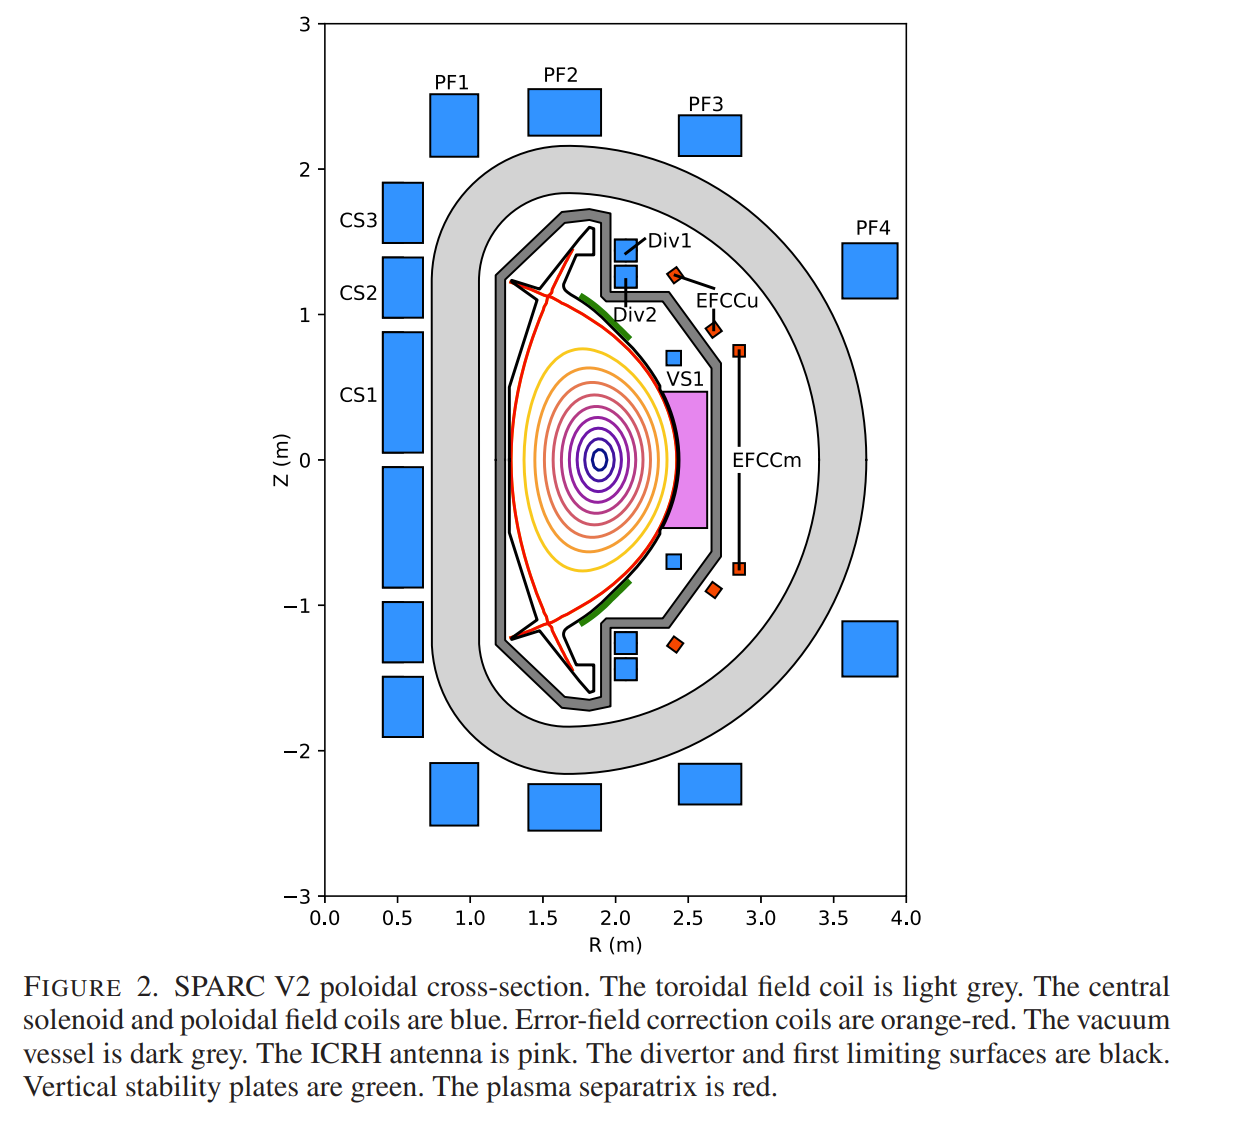 3
PF1
PF2
PF3
2
CS3
PF4
Div1
CS2
EFCCu
1
Div2
VS1
CS1
Z (m)
0
EFCCm
−1
−2
−3
0.0 0.5 1.0 1.5 2.0 2.5 3.0 3.5 4.0
R (m)
FIGURE 2. SPARC V2 poloidal cross-section. The toroidal field coil is light grey. The central
solenoid and poloidal field coils are blue. Error-field correction coils are orange-red. The vacuum
vessel is dark grey. The ICRH antenna is pink. The divertor and first limiting surfaces are black.
Vertical stability plates are green. The plasma separatrix is red.